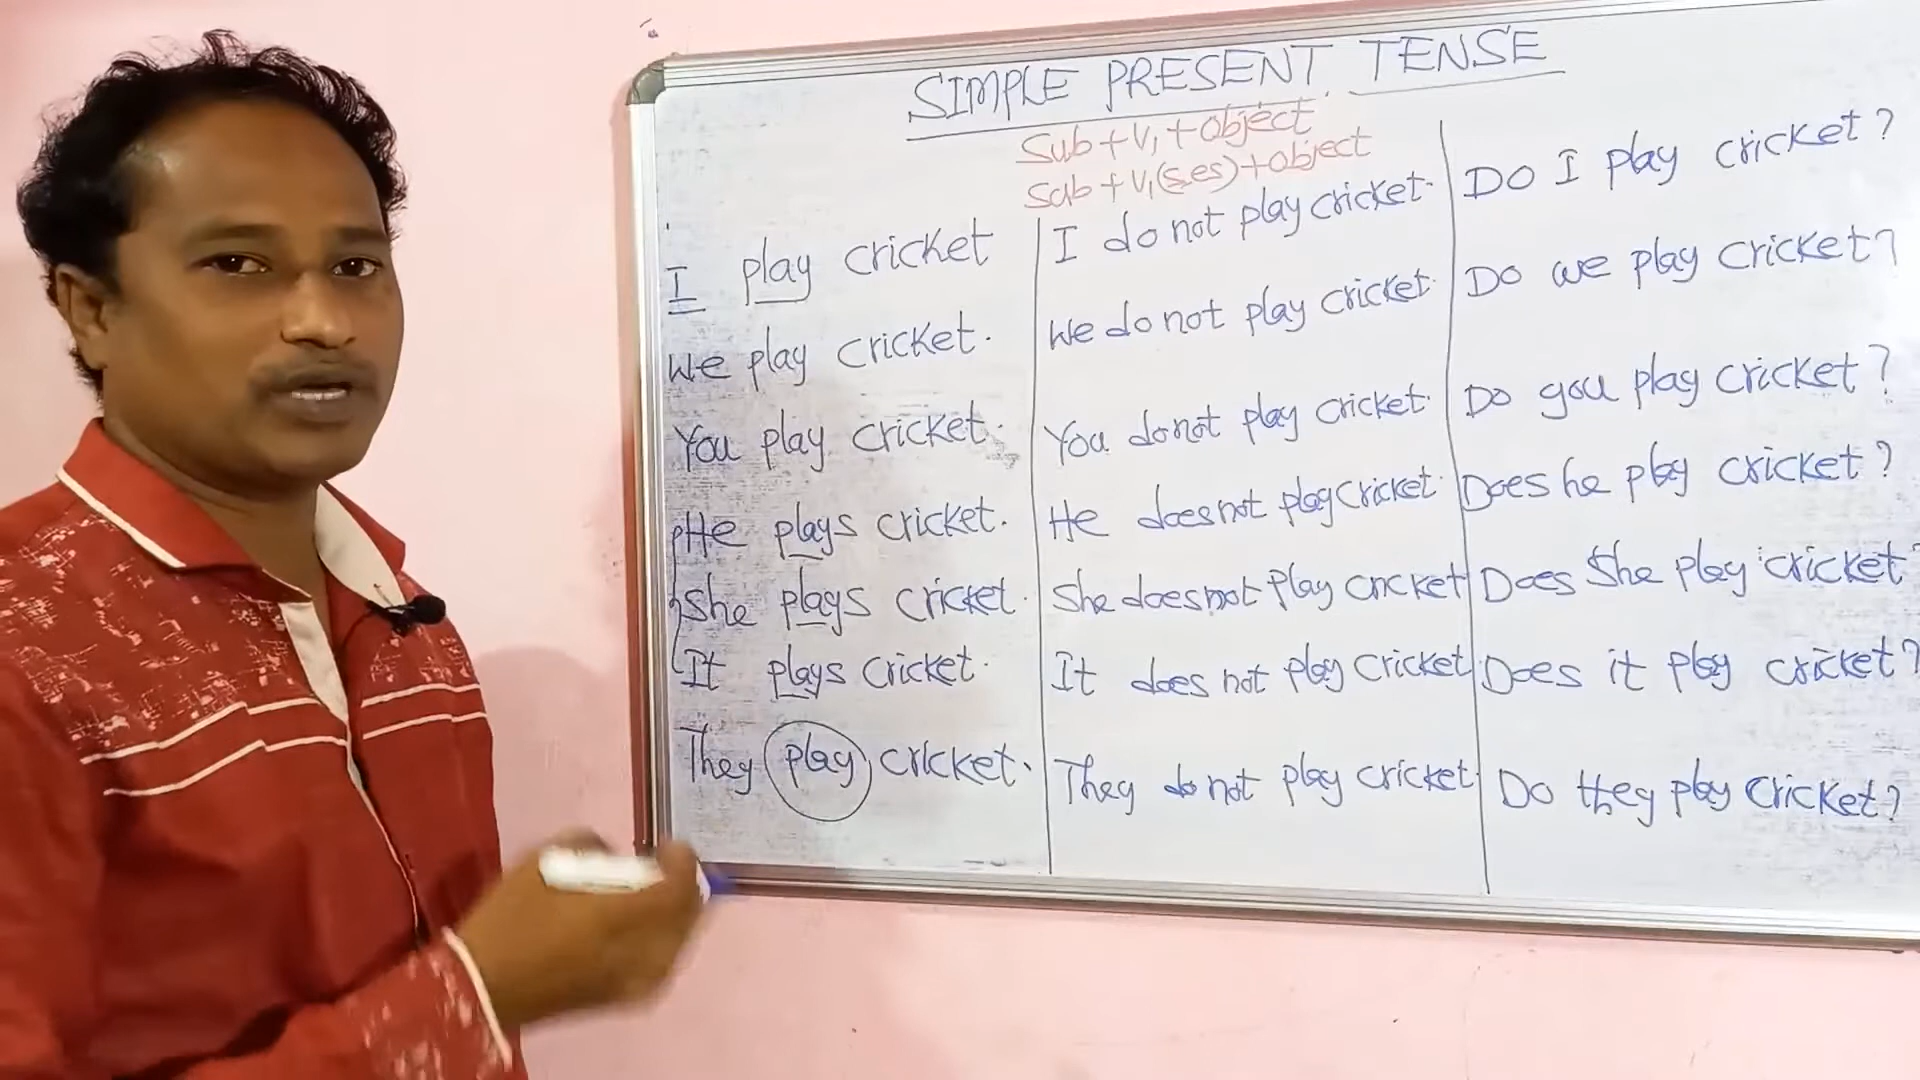 SIMPLE PRESENT TENSE
Sub + V₁ + object
Sub + V₁(s,es) + object
I play cricket
We play cricket.
You play cricket.
He plays cricket.
She plays cricket.
It plays cricket.
They play cricket.
I do not play cricket.
We do not play cricket.
You do not play cricket.
He does not play cricket.
She does not play cricket
It does not play cricket
They do not play cricket
Do I play cricket?
Do we play cricket?
Do you play cricket?
Does he play cricket?
Does She play cricket?
Does it play cricket?
Do they play cricket?